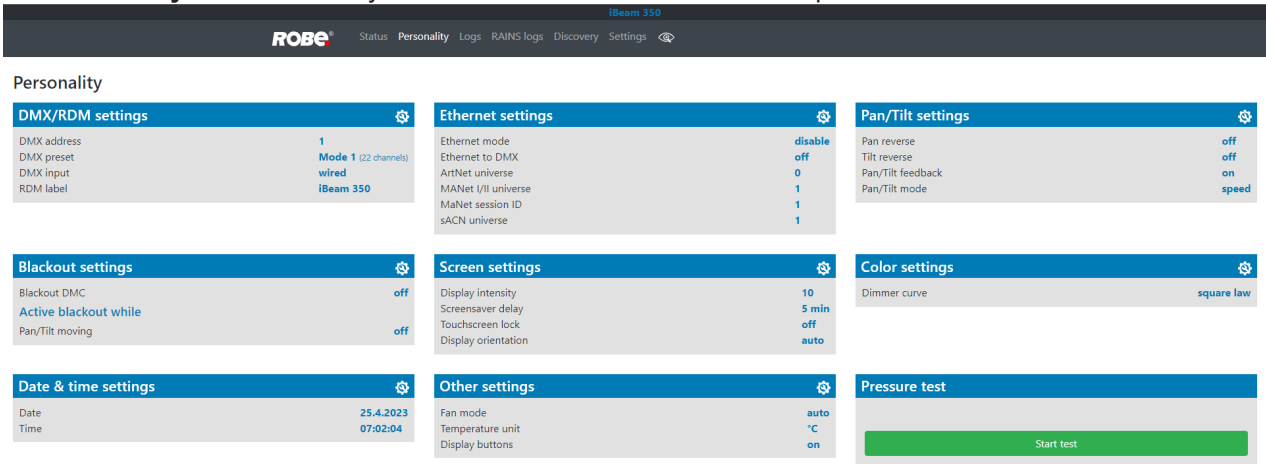 iBeam 350
ROBE® Status Personality Logs RAINS logs Discovery Settings
Personality
DMX/RDM settings
DMX address 1
DMX preset Mode 1 (22 channels)
DMX input wired
RDM label iBeam 350
Ethernet settings
Ethernet mode disable
Ethernet to DMX off
ArtNet universe 0
MANet I/II universe 1
MaNet session ID 1
sACN universe 1
Pan/Tilt settings
Pan reverse off
Tilt reverse off
Pan/Tilt feedback on
Pan/Tilt mode speed
Blackout settings
Blackout DMC off
Active blackout while
Pan/Tilt moving off
Screen settings
Display intensity 10
Screensaver delay 5 min
Touchscreen lock off
Display orientation auto
Color settings
Dimmer curve square law
Date & time settings
Date 25.4.2023
Time 07:02:04
Other settings
Fan mode auto
Temperature unit °C
Display buttons on
Pressure test
Start test